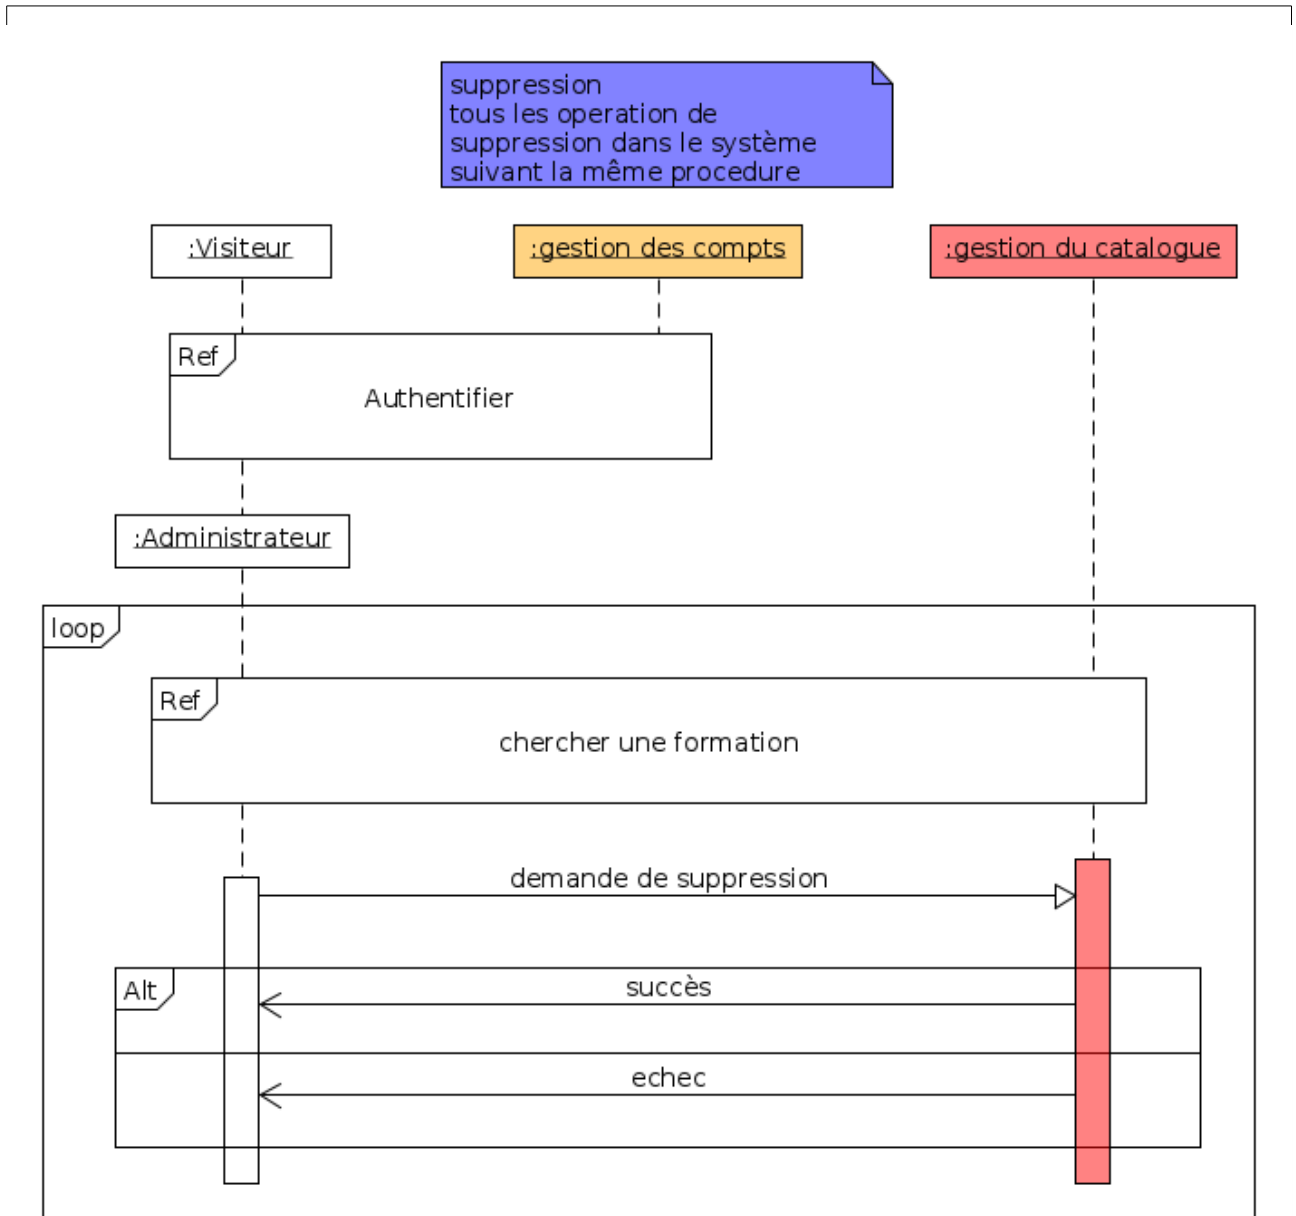 suppression
tous les operation de
suppression dans le système
suivant la même procedure
:Visiteur
:gestion des compts
:gestion du catalogue
Ref
Authentifier
:Administrateur
loop
Ref
chercher une formation
demande de suppression
Alt
succès
echec